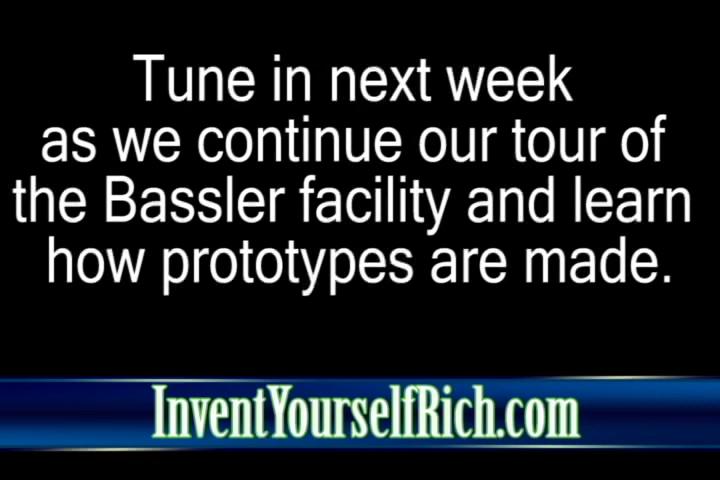 Tune in next week
as we continue our tour of
the Bassler facility and learn
how prototypes are made.
InventYourselfRich.com